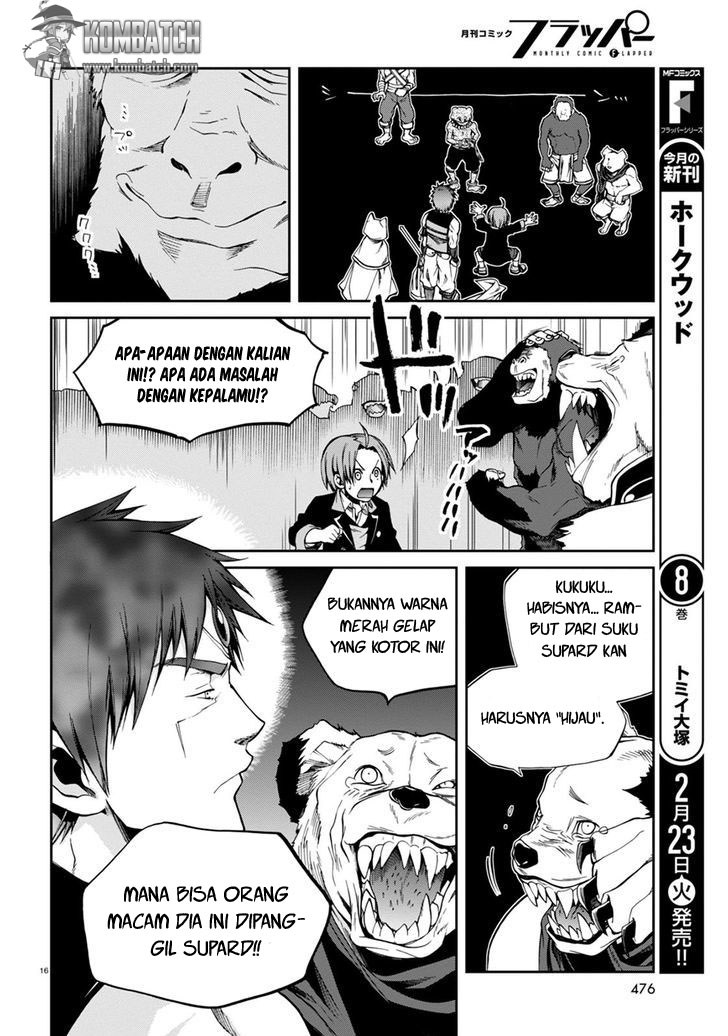 KOMBATCH
www.kombatch.com
月刊コミック
フラッパー
MONTHLY COMIC FLAPPER
プッ
ククククク
ドッ
アッ
APA-APAAN DENGAN KALIAN
INI!? APA ADA MASALAH
DENGAN KEPALAMU!?
KUKUKU...
HABISNYA... RAM-
BUT DARI SUKU
SUPARD KAN
HARUSNYA "HIJAU".
BUKANNYA WARNA
MERAH GELAP
YANG KOTOR INI!
MANA BISA ORANG
MACAM DIA INI DIPANG-
GIL SUPARD!!
16
476
MFコミックス
F
フラッパーシリーズ
今月の
新刊
ホークウッド
8
巻
トミイ大塚
2月23日火発売!!